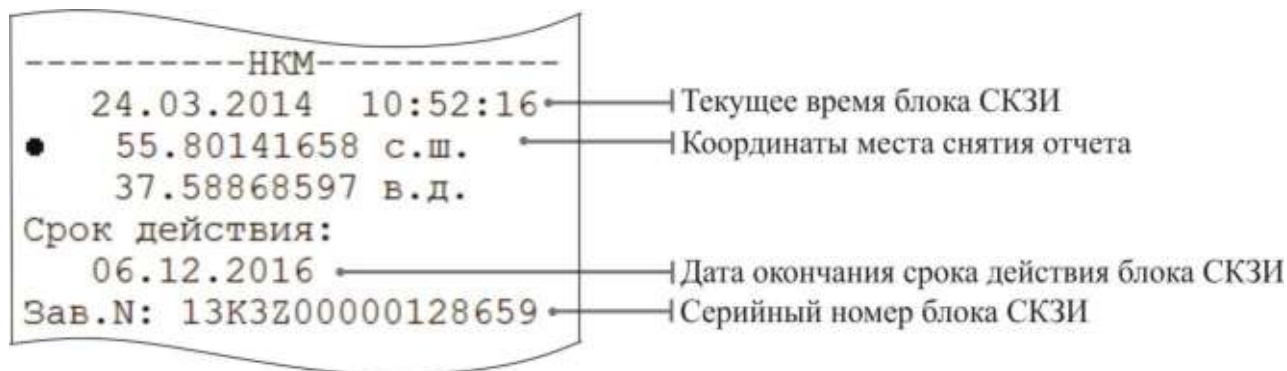 ----------НКМ-----------
24.03.2014 10:52:16 Текущее время блока СКЗИ
● 55.80141658 с.ш. Координаты места снятия отчета
37.58868597 в.д.
Срок действия:
06.12.2016 Дата окончания срока действия блока СКЗИ
Зав.N: 13K3Z00000128659 Серийный номер блока СКЗИ